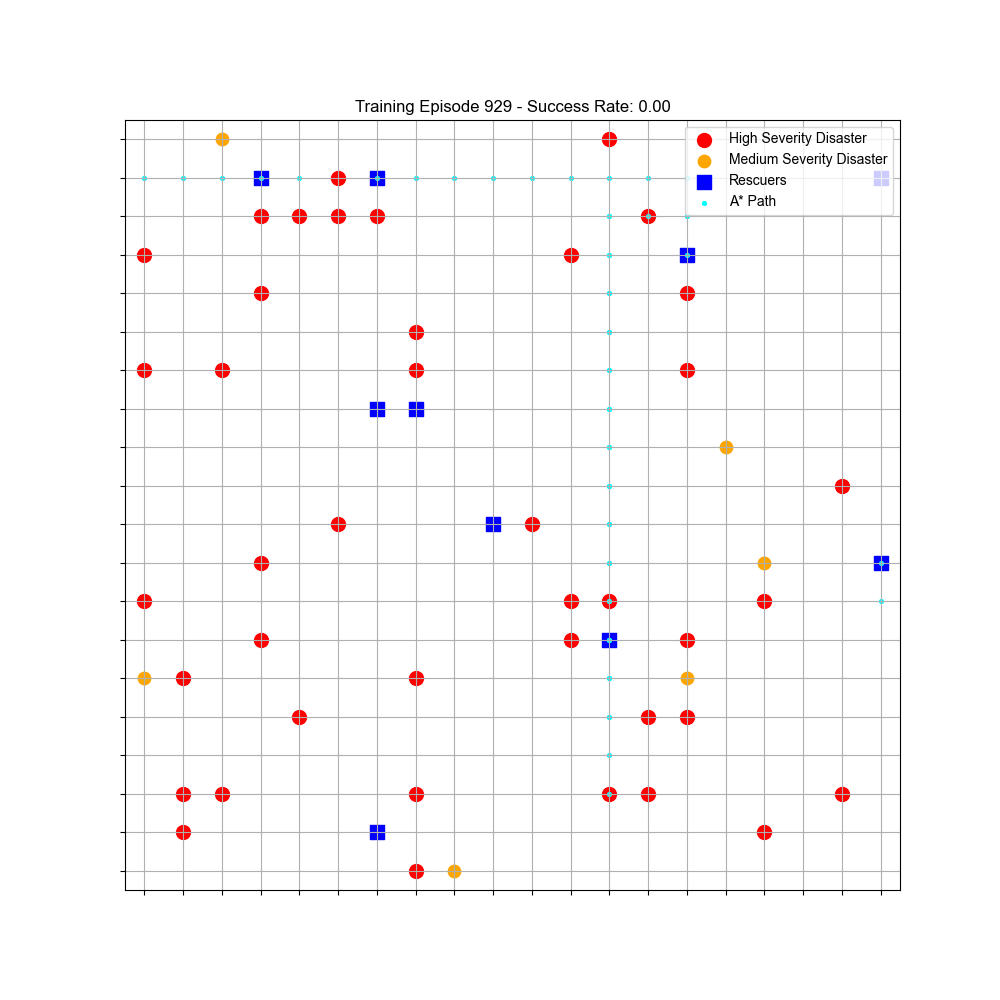 Training Episode 929 - Success Rate: 0.00
High Severity Disaster
Medium Severity Disaster
Rescuers
A* Path